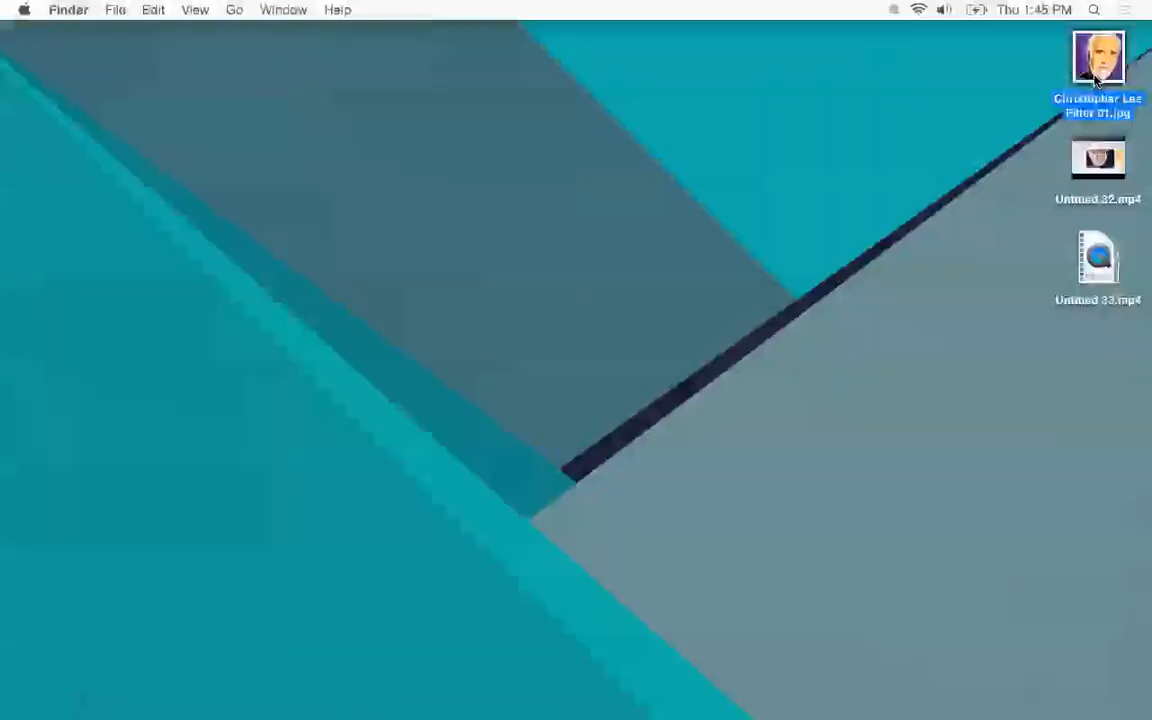 Finder File Edit View Go Window Help Thu 1:45 PM
Christopher Lee
Filter 01.jpg
Untitled 32.mp4
Untitled 33.mp4